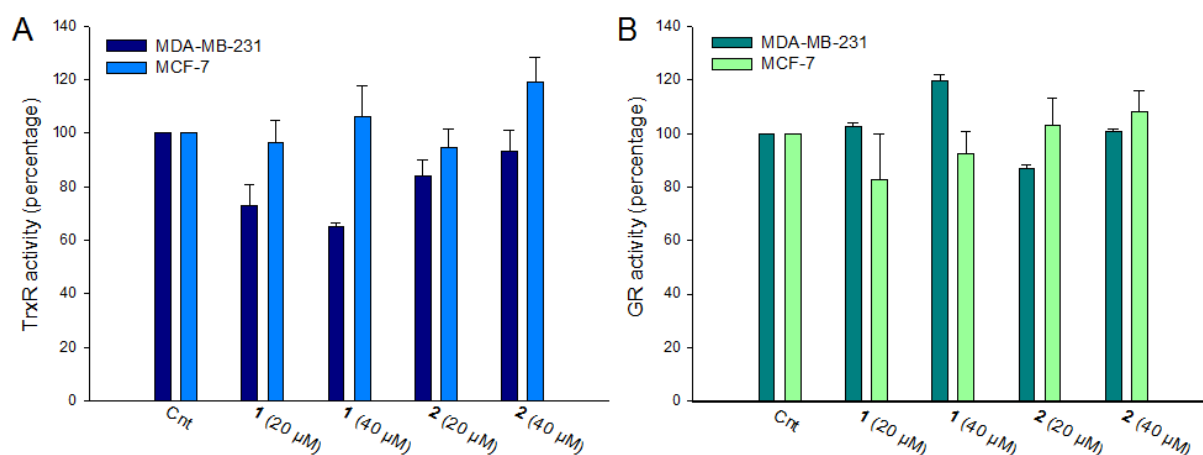 A
MDA-MB-231
MCF-7
TrxR activity (percentage)
140
120
100
80
60
40
20
0
Cnt
1 (20 µM)
1 (40 µM)
2 (20 µM)
2 (40 µM)
B
MDA-MB-231
MCF-7
GR activity (percentage)
140
120
100
80
60
40
20
0
Cnt
1 (20 µM)
1 (40 µM)
2 (20 µM)
2 (40 µM)